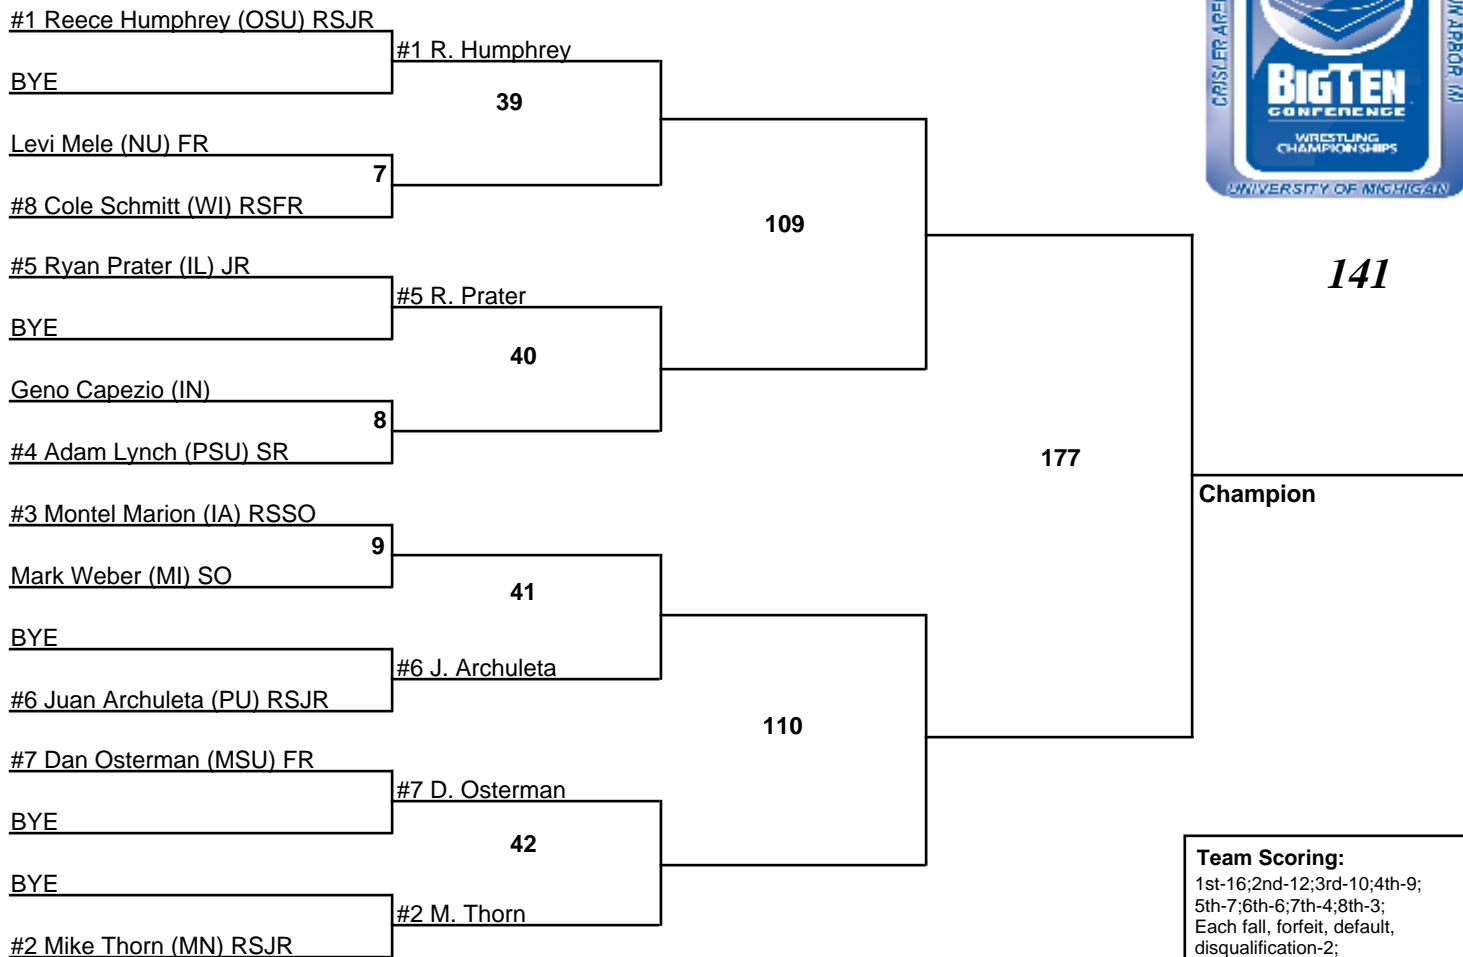 #1 Reece Humphrey (OSU) RSJR
#1 R. Humphrey
BYE
39
Levi Mele (NU) FR
7
#8 Cole Schmitt (WI) RSFR
109
#5 Ryan Prater (IL) JR
#5 R. Prater
BYE
40
Geno Capezio (IN)
8
#4 Adam Lynch (PSU) SR
177
#3 Montel Marion (IA) RSSO
9
Mark Weber (MI) SO
41
BYE
#6 J. Archuleta
#6 Juan Archuleta (PU) RSJR
110
#7 Dan Osterman (MSU) FR
#7 D. Osterman
BYE
42
BYE
#2 M. Thorn
#2 Mike Thorn (MN) RSJR
CRISLER ARE
BIGTEN
CONFERENCE
WRESTLING
CHAMPIONSHIPS
UNIVERSITY OF MICHIGAN
N ARBOR, MI
141
Champion
Team Scoring:
1st-16;2nd-12;3rd-10;4th-9;
5th-7;6th-6;7th-4;8th-3;
Each fall, forfeit, default,
disqualification-2;